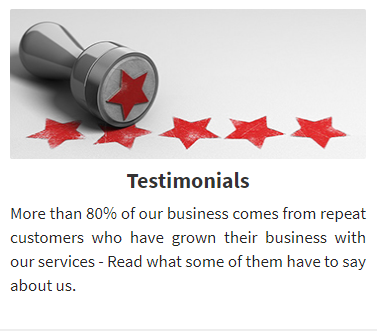 Testimonials
More than 80% of our business comes from repeat
customers who have grown their business with
our services - Read what some of them have to say
about us.